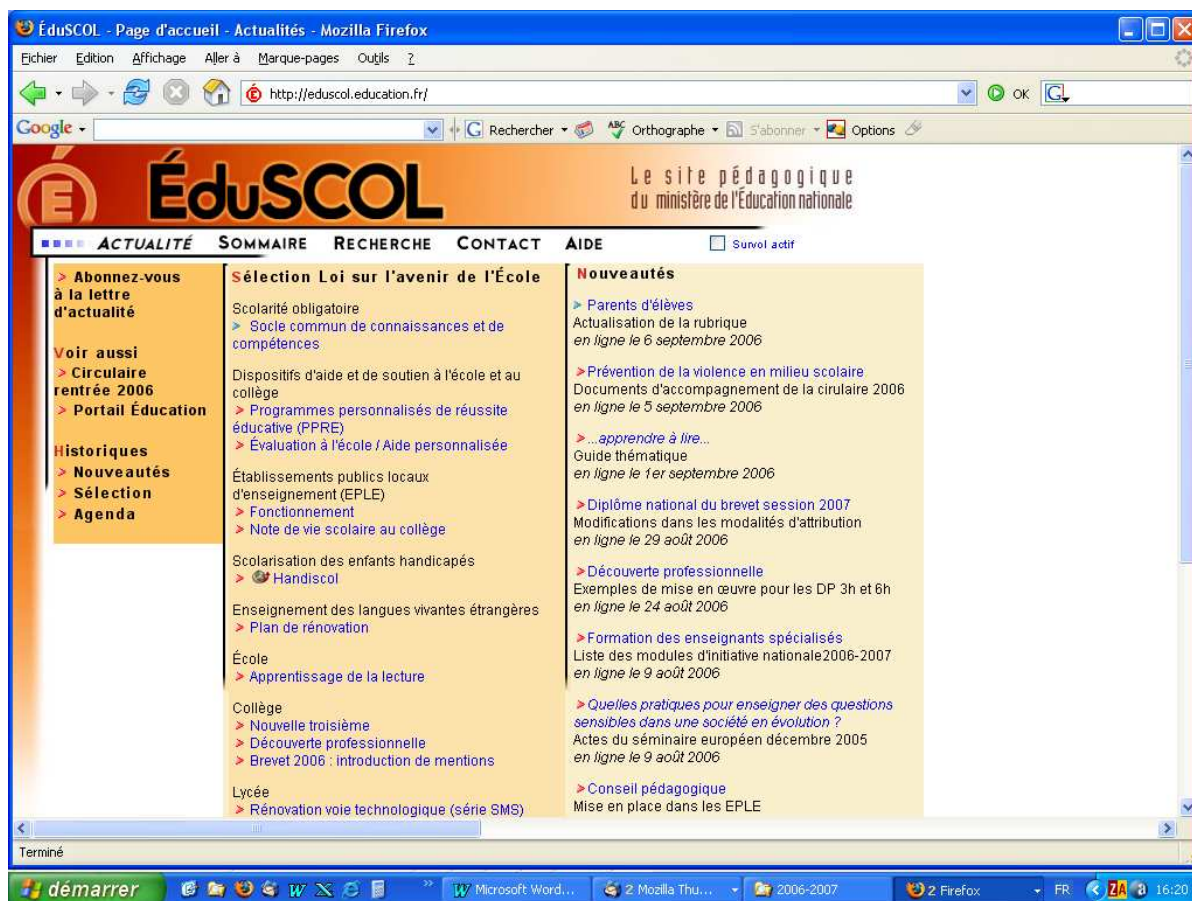 ÉduSCOL - Page d'accueil - Actualités - Mozilla Firefox
Fichier Edition Affichage Aller à Marque-pages Outils ?
http://eduscol.education.fr/ OK G
Google Rechercher ABC Orthographe S'abonner Options
É ÉduSCOL
Le site pédagogique
du ministère de l'Éducation nationale
ACTUALITÉ SOMMAIRE RECHERCHE CONTACT AIDE Survol actif
> Abonnez-vous
à la lettre
d'actualité
Voir aussi
> Circulaire
rentrée 2006
> Portail Éducation
Historiques
> Nouveautés
> Sélection
> Agenda
Sélection Loi sur l'avenir de l'École
Scolarité obligatoire
> Socle commun de connaissances et de
compétences
Dispositifs d'aide et de soutien à l'école et au
collège
> Programmes personnalisés de réussite
éducative (PPRE)
> Évaluation à l'école / Aide personnalisée
Établissements publics locaux
d'enseignement (EPLE)
> Fonctionnement
> Note de vie scolaire au collège
Scolarisation des enfants handicapés
> Handiscol
Enseignement des langues vivantes étrangères
> Plan de rénovation
École
> Apprentissage de la lecture
Collège
> Nouvelle troisième
> Découverte professionnelle
> Brevet 2006 : introduction de mentions
Lycée
> Rénovation voie technologique (série SMS)
Nouveautés
> Parents d'élèves
Actualisation de la rubrique
en ligne le 6 septembre 2006
>Prévention de la violence en milieu scolaire
Documents d'accompagnement de la cirulaire 2006
en ligne le 5 septembre 2006
>...apprendre à lire...
Guide thématique
en ligne le 1er septembre 2006
>Diplôme national du brevet session 2007
Modifications dans les modalités d'attribution
en ligne le 29 août 2006
>Découverte professionnelle
Exemples de mise en œuvre pour les DP 3h et 6h
en ligne le 24 août 2006
>Formation des enseignants spécialisés
Liste des modules d'initiative nationale2006-2007
en ligne le 9 août 2006
>Quelles pratiques pour enseigner des questions
sensibles dans une société en évolution ?
Actes du séminaire européen décembre 2005
en ligne le 9 août 2006
>Conseil pédagogique
Mise en place dans les EPLE
Terminé
démarrer W X Microsoft Word... 2 Mozilla Thu... 2006-2007 2 Firefox FR ZA 16:20